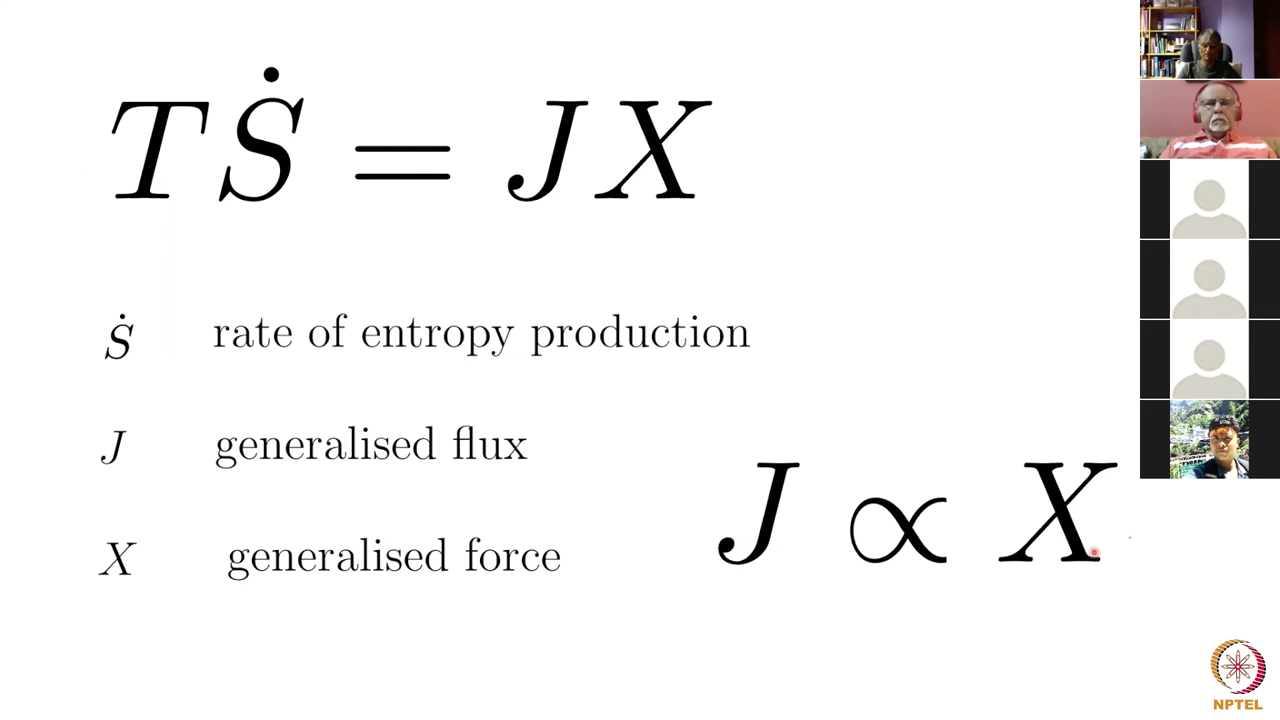 TṠ = JX
Ṡ rate of entropy production
J generalised flux
X generalised force
J ∝ X
NPTEL